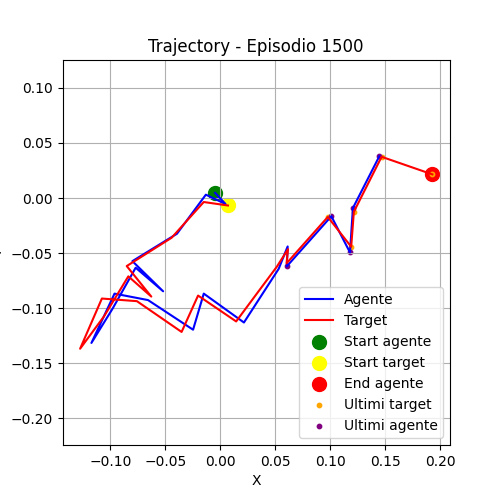 Trajectory - Episodio 1500
0.10
0.05
0.00
−0.05
−0.10
−0.15
−0.20
−0.10
−0.05
0.00
0.05
0.10
0.15
0.20
X
Agente
Target
Start agente
Start target
End agente
Ultimi target
Ultimi agente